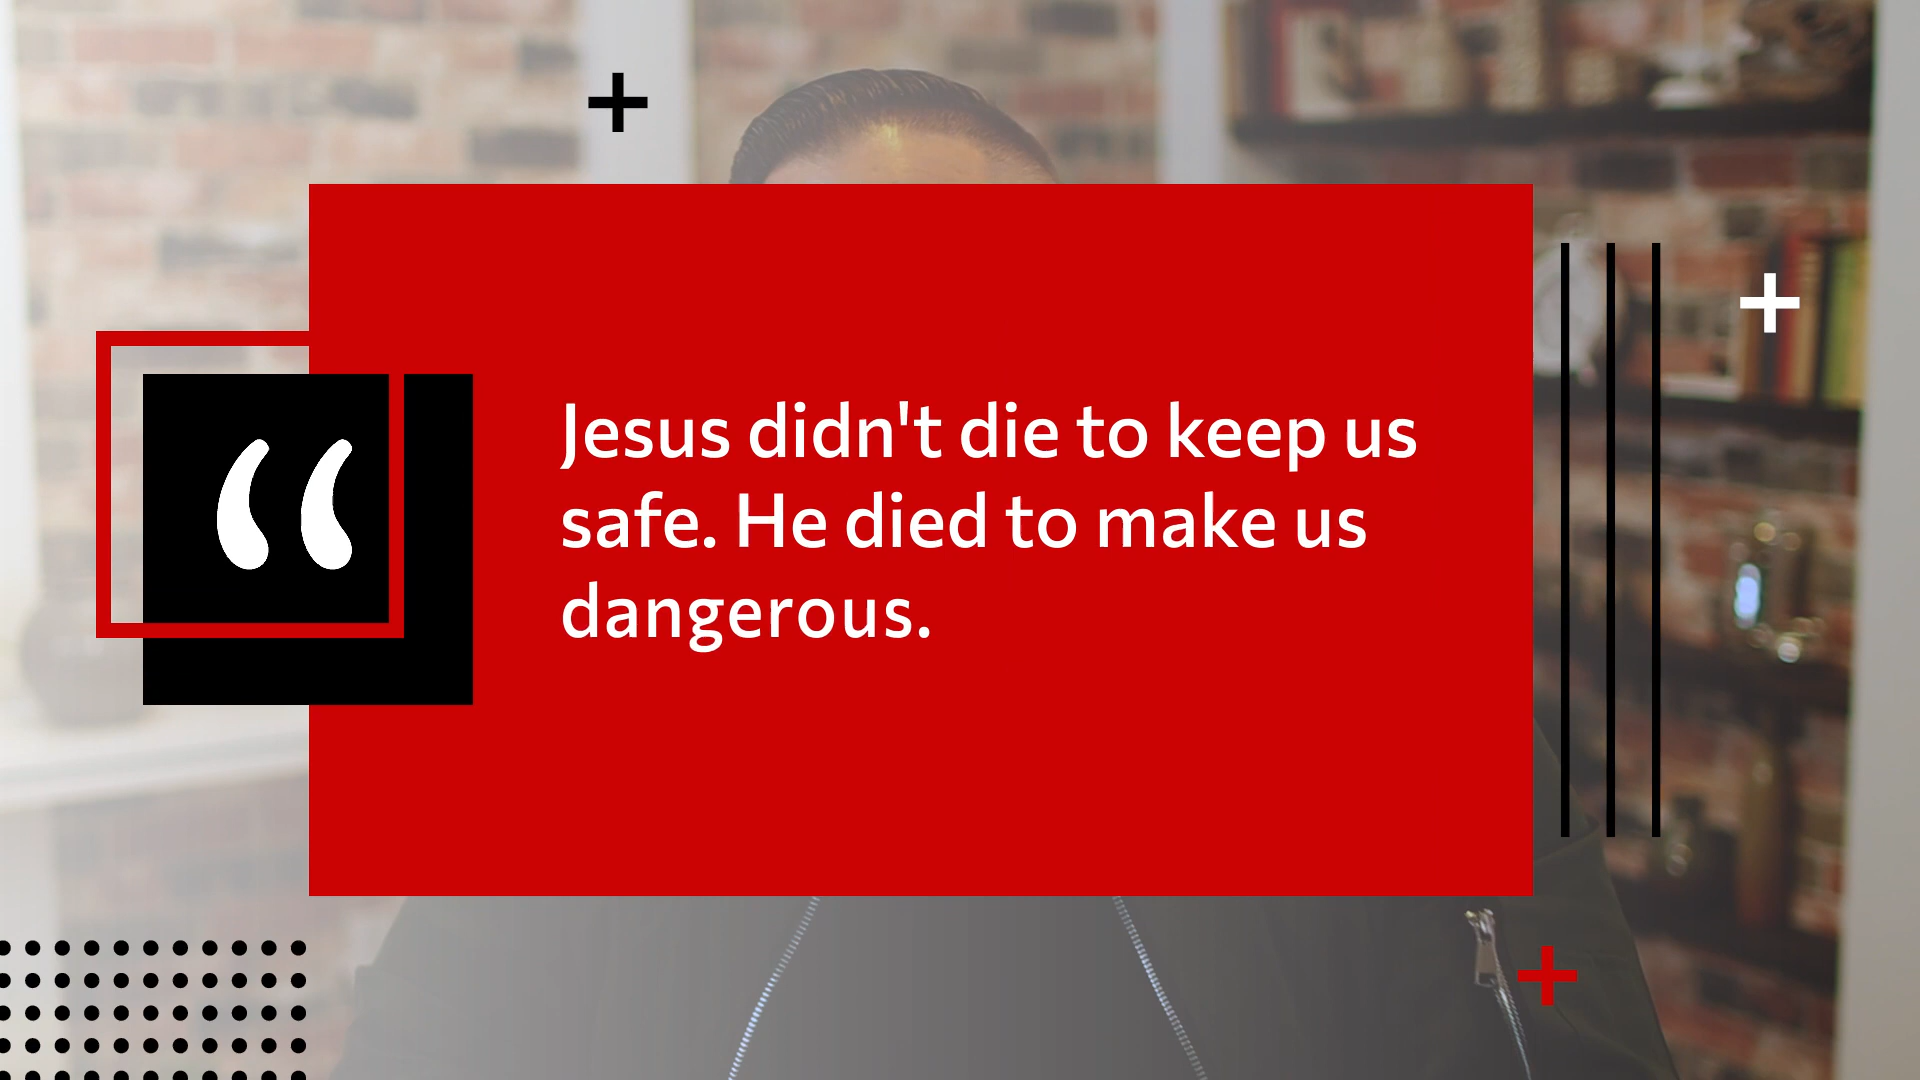 “
Jesus didn't die to keep us
safe. He died to make us
dangerous.